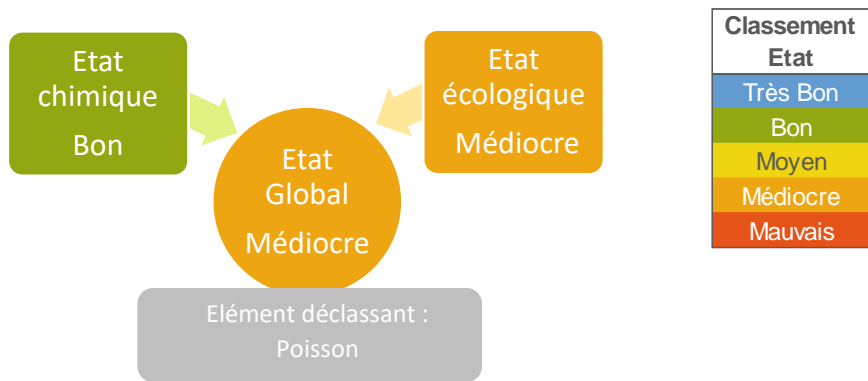 Etat
chimique
Bon
Etat
écologique
Médiocre
Etat
Global
Médiocre
Elément déclassant :
Poisson
Classement
Etat
Très Bon
Bon
Moyen
Médiocre
Mauvais